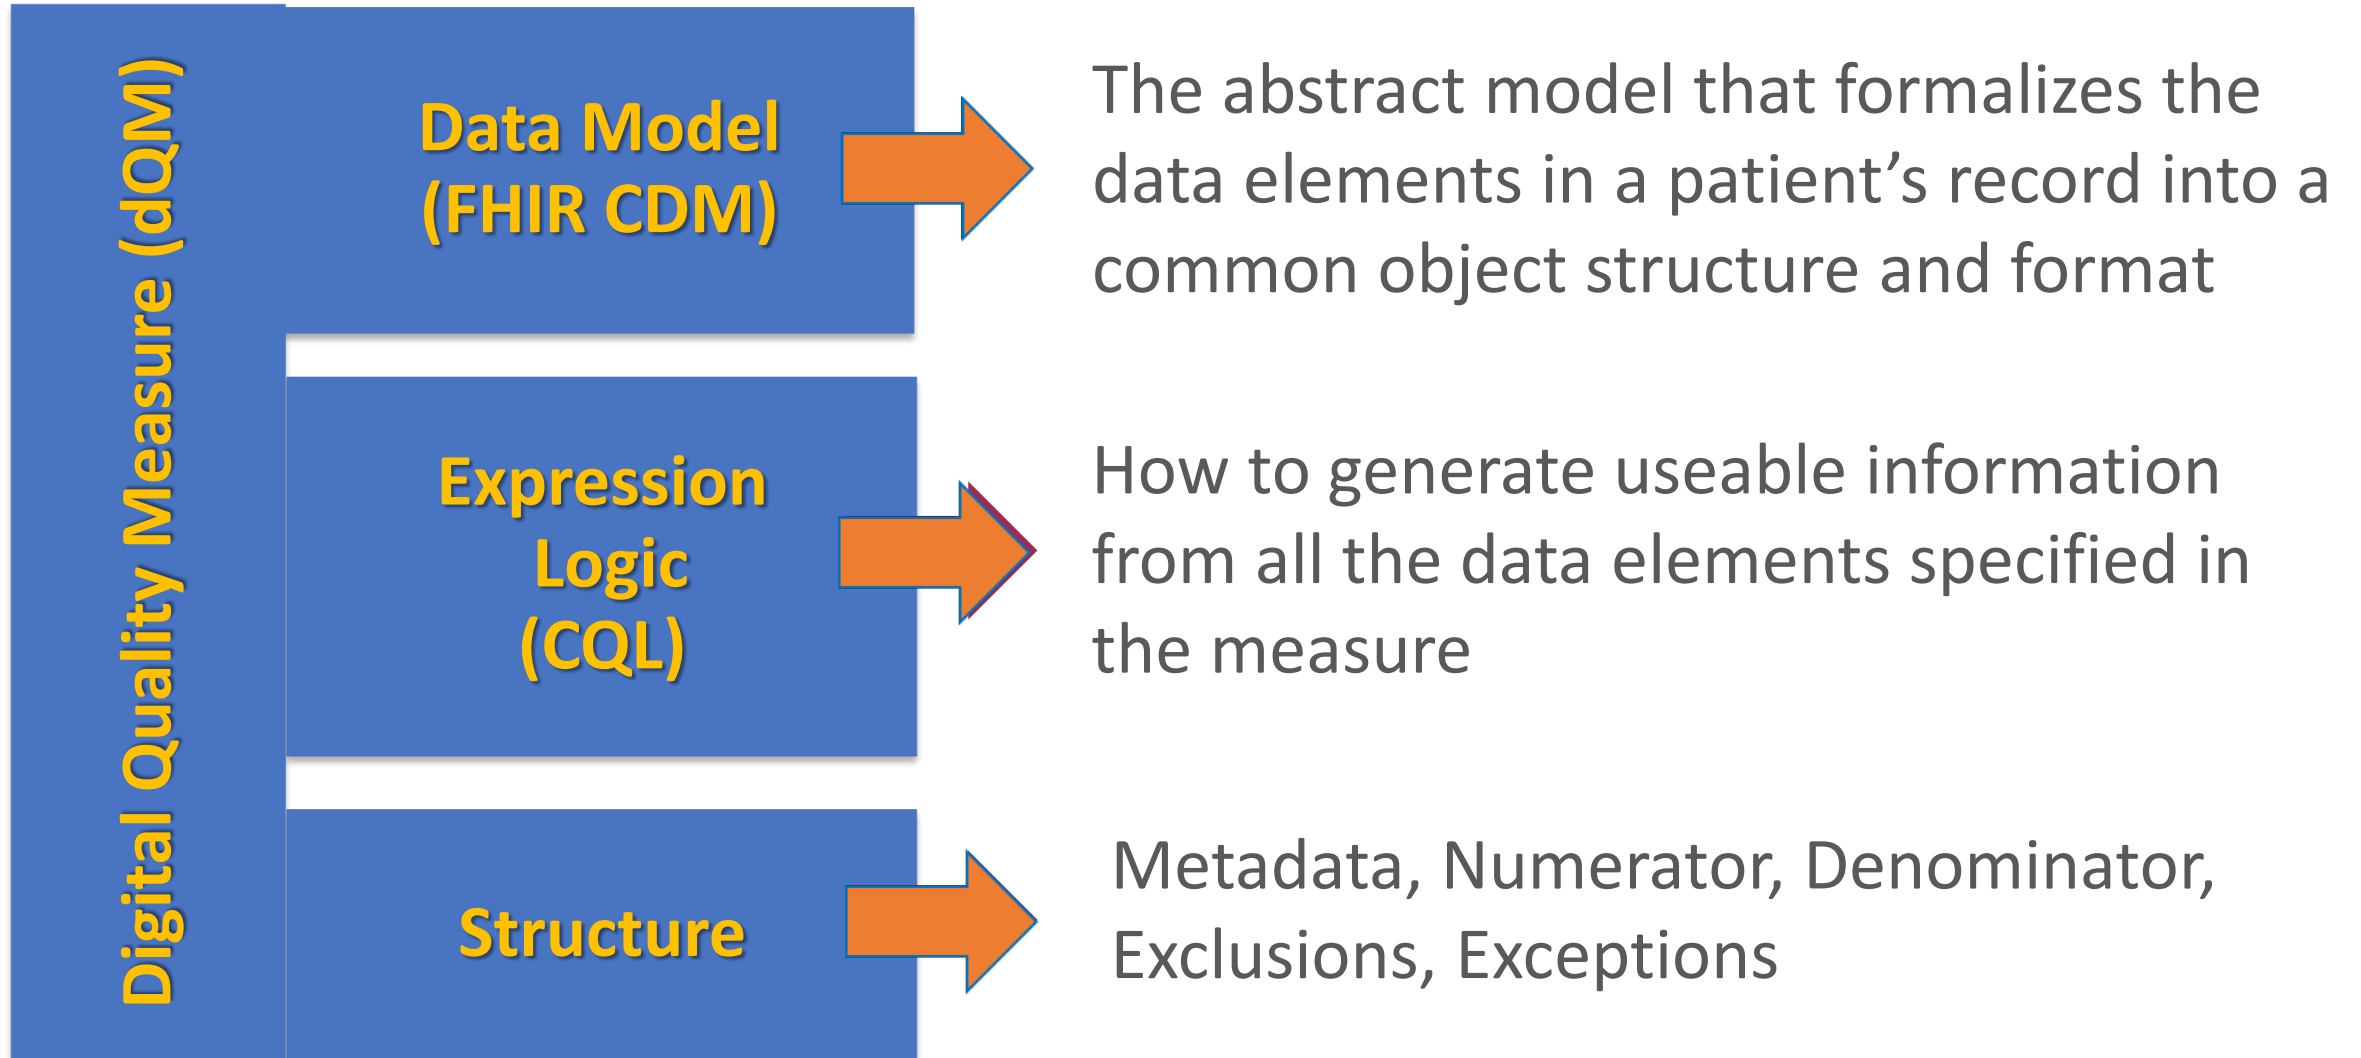 Digital Quality Measure (dQM)
Data Model
(FHIR CDM)
The abstract model that formalizes the
data elements in a patient’s record into a
common object structure and format
Expression
Logic
(CQL)
How to generate useable information
from all the data elements specified in
the measure
Structure
Metadata, Numerator, Denominator,
Exclusions, Exceptions